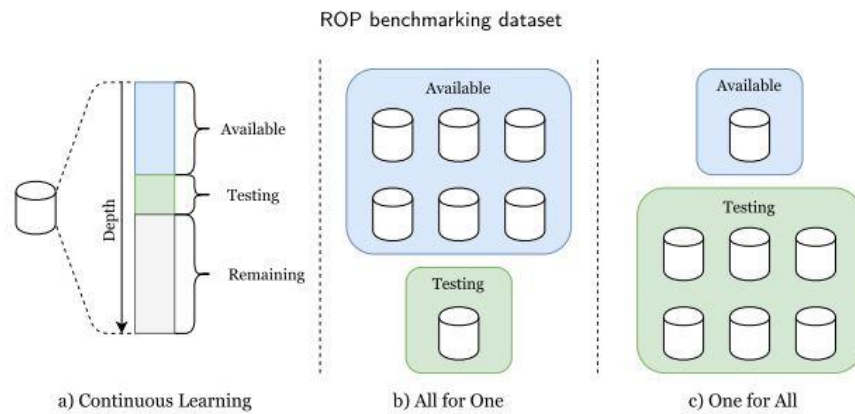 ROP benchmarking dataset
Depth
Available
Testing
Remaining
a) Continuous Learning
Available
Testing
b) All for One
Available
Testing
c) One for All